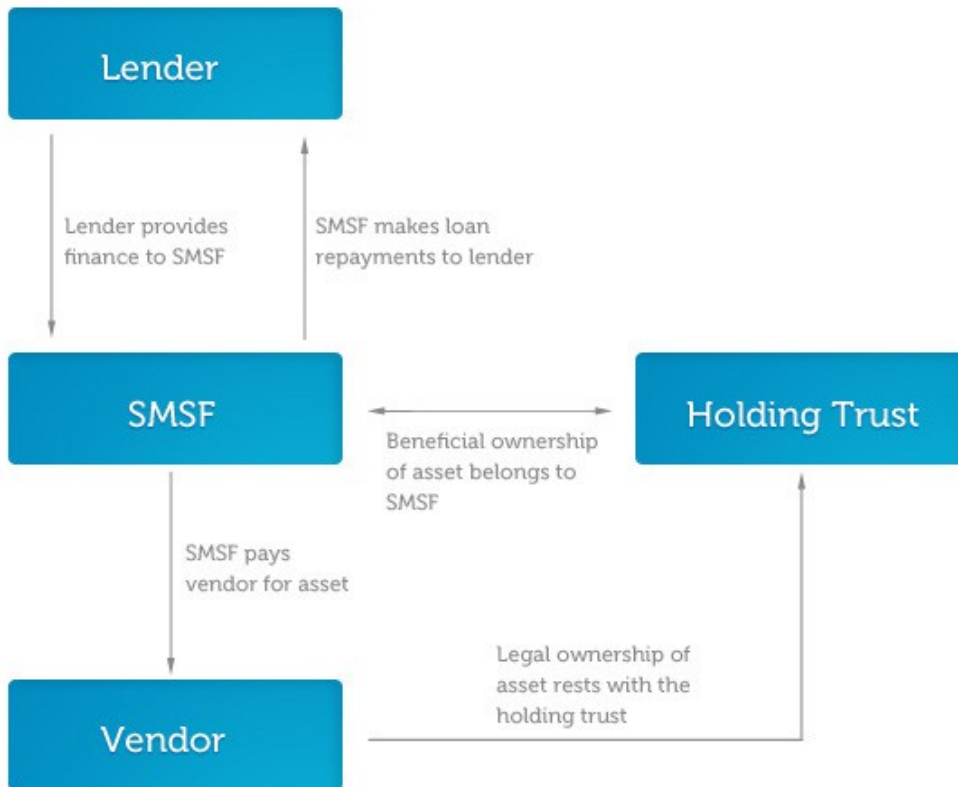 Lender
Lender provides
finance to SMSF
SMSF makes loan
repayments to lender
SMSF
Beneficial ownership
of asset belongs to
SMSF
Holding Trust
SMSF pays
vendor for asset
Legal ownership of
asset rests with the
holding trust
Vendor